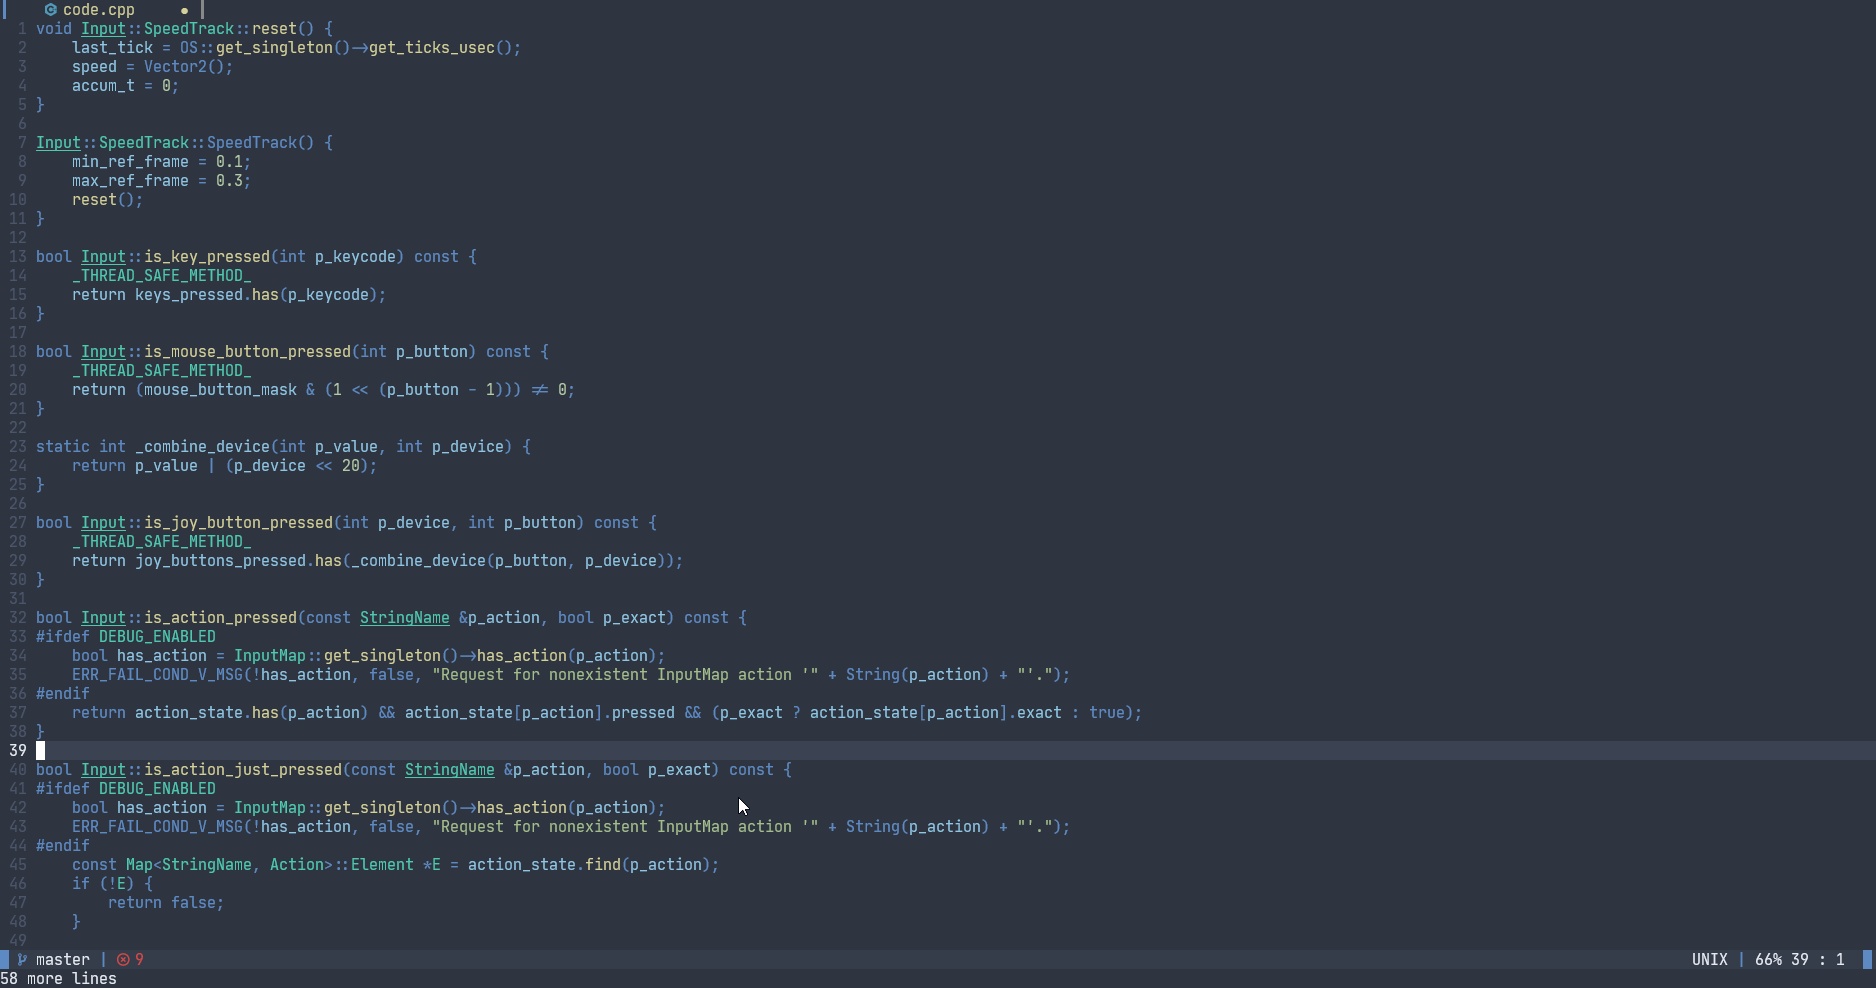 code.cpp ●
1 void Input::SpeedTrack::reset() {
2     last_tick = OS::get_singleton()->get_ticks_usec();
3     speed = Vector2();
4     accum_t = 0;
5 }
6
7 Input::SpeedTrack::SpeedTrack() {
8     min_ref_frame = 0.1;
9     max_ref_frame = 0.3;
10     reset();
11 }
12
13 bool Input::is_key_pressed(int p_keycode) const {
14     _THREAD_SAFE_METHOD_
15     return keys_pressed.has(p_keycode);
16 }
17
18 bool Input::is_mouse_button_pressed(int p_button) const {
19     _THREAD_SAFE_METHOD_
20     return (mouse_button_mask & (1 << (p_button - 1))) != 0;
21 }
22
23 static int _combine_device(int p_value, int p_device) {
24     return p_value | (p_device << 20);
25 }
26
27 bool Input::is_joy_button_pressed(int p_device, int p_button) const {
28     _THREAD_SAFE_METHOD_
29     return joy_buttons_pressed.has(_combine_device(p_button, p_device));
30 }
31
32 bool Input::is_action_pressed(const StringName &p_action, bool p_exact) const {
33 #ifdef DEBUG_ENABLED
34     bool has_action = InputMap::get_singleton()->has_action(p_action);
35     ERR_FAIL_COND_V_MSG(!has_action, false, "Request for nonexistent InputMap action '" + String(p_action) + "'.");
36 #endif
37     return action_state.has(p_action) && action_state[p_action].pressed && (p_exact ? action_state[p_action].exact : true);
38 }
39
40 bool Input::is_action_just_pressed(const StringName &p_action, bool p_exact) const {
41 #ifdef DEBUG_ENABLED
42     bool has_action = InputMap::get_singleton()->has_action(p_action);
43     ERR_FAIL_COND_V_MSG(!has_action, false, "Request for nonexistent InputMap action '" + String(p_action) + "'.");
44 #endif
45     const Map<StringName, Action>::Element *E = action_state.find(p_action);
46     if (!E) {
47         return false;
48     }
49
master | 9 UNIX | 66% 39 : 1
58 more lines